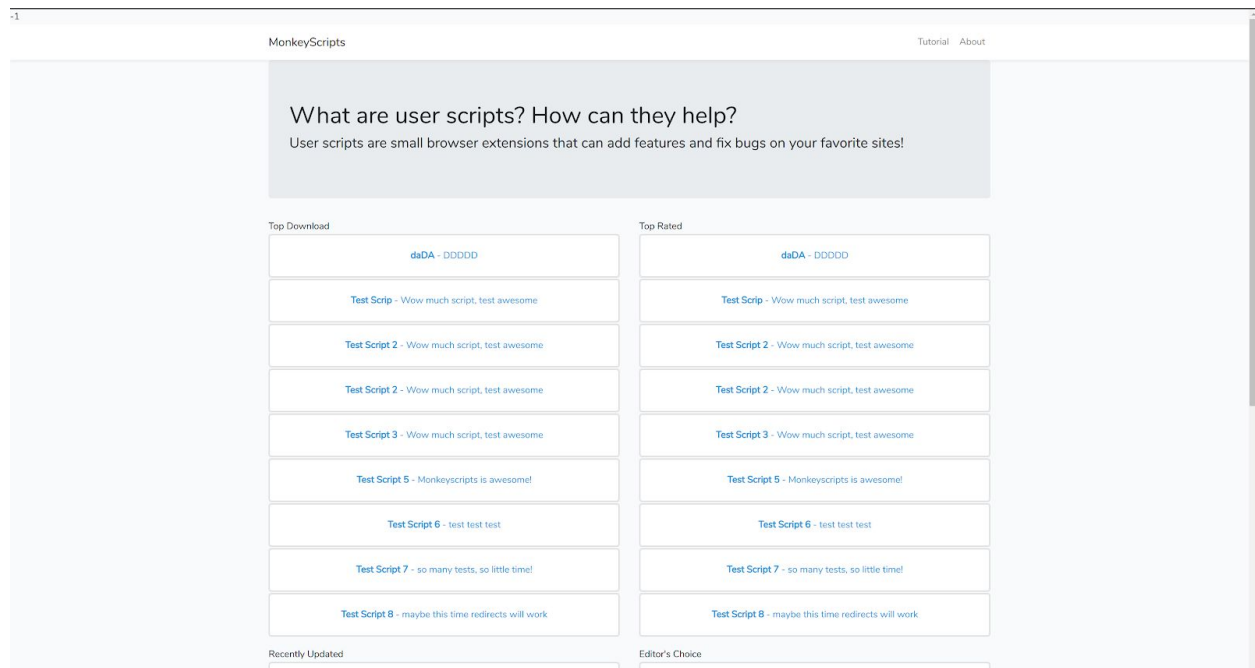 -1
MonkeyScripts
Tutorial About
What are user scripts? How can they help?
User scripts are small browser extensions that can add features and fix bugs on your favorite sites!
Top Download
daDA - DDDDD
Test Scrip - Wow much script, test awesome
Test Script 2 - Wow much script, test awesome
Test Script 2 - Wow much script, test awesome
Test Script 3 - Wow much script, test awesome
Test Script 5 - Monkeyscripts is awesome!
Test Script 6 - test test test
Test Script 7 - so many tests, so little time!
Test Script 8 - maybe this time redirects will work
Top Rated
daDA - DDDDD
Test Scrip - Wow much script, test awesome
Test Script 2 - Wow much script, test awesome
Test Script 2 - Wow much script, test awesome
Test Script 3 - Wow much script, test awesome
Test Script 5 - Monkeyscripts is awesome!
Test Script 6 - test test test
Test Script 7 - so many tests, so little time!
Test Script 8 - maybe this time redirects will work
Recently Updated
Editor's Choice